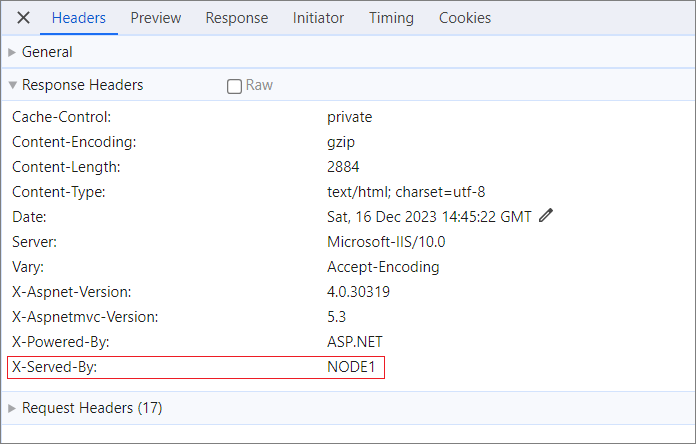 Headers Preview Response Initiator Timing Cookies
General
Response Headers Raw
Cache-Control: private
Content-Encoding: gzip
Content-Length: 2884
Content-Type: text/html; charset=utf-8
Date: Sat, 16 Dec 2023 14:45:22 GMT
Server: Microsoft-IIS/10.0
Vary: Accept-Encoding
X-Aspnet-Version: 4.0.30319
X-Aspnetmvc-Version: 5.3
X-Powered-By: ASP.NET
X-Served-By: NODE1
Request Headers (17)